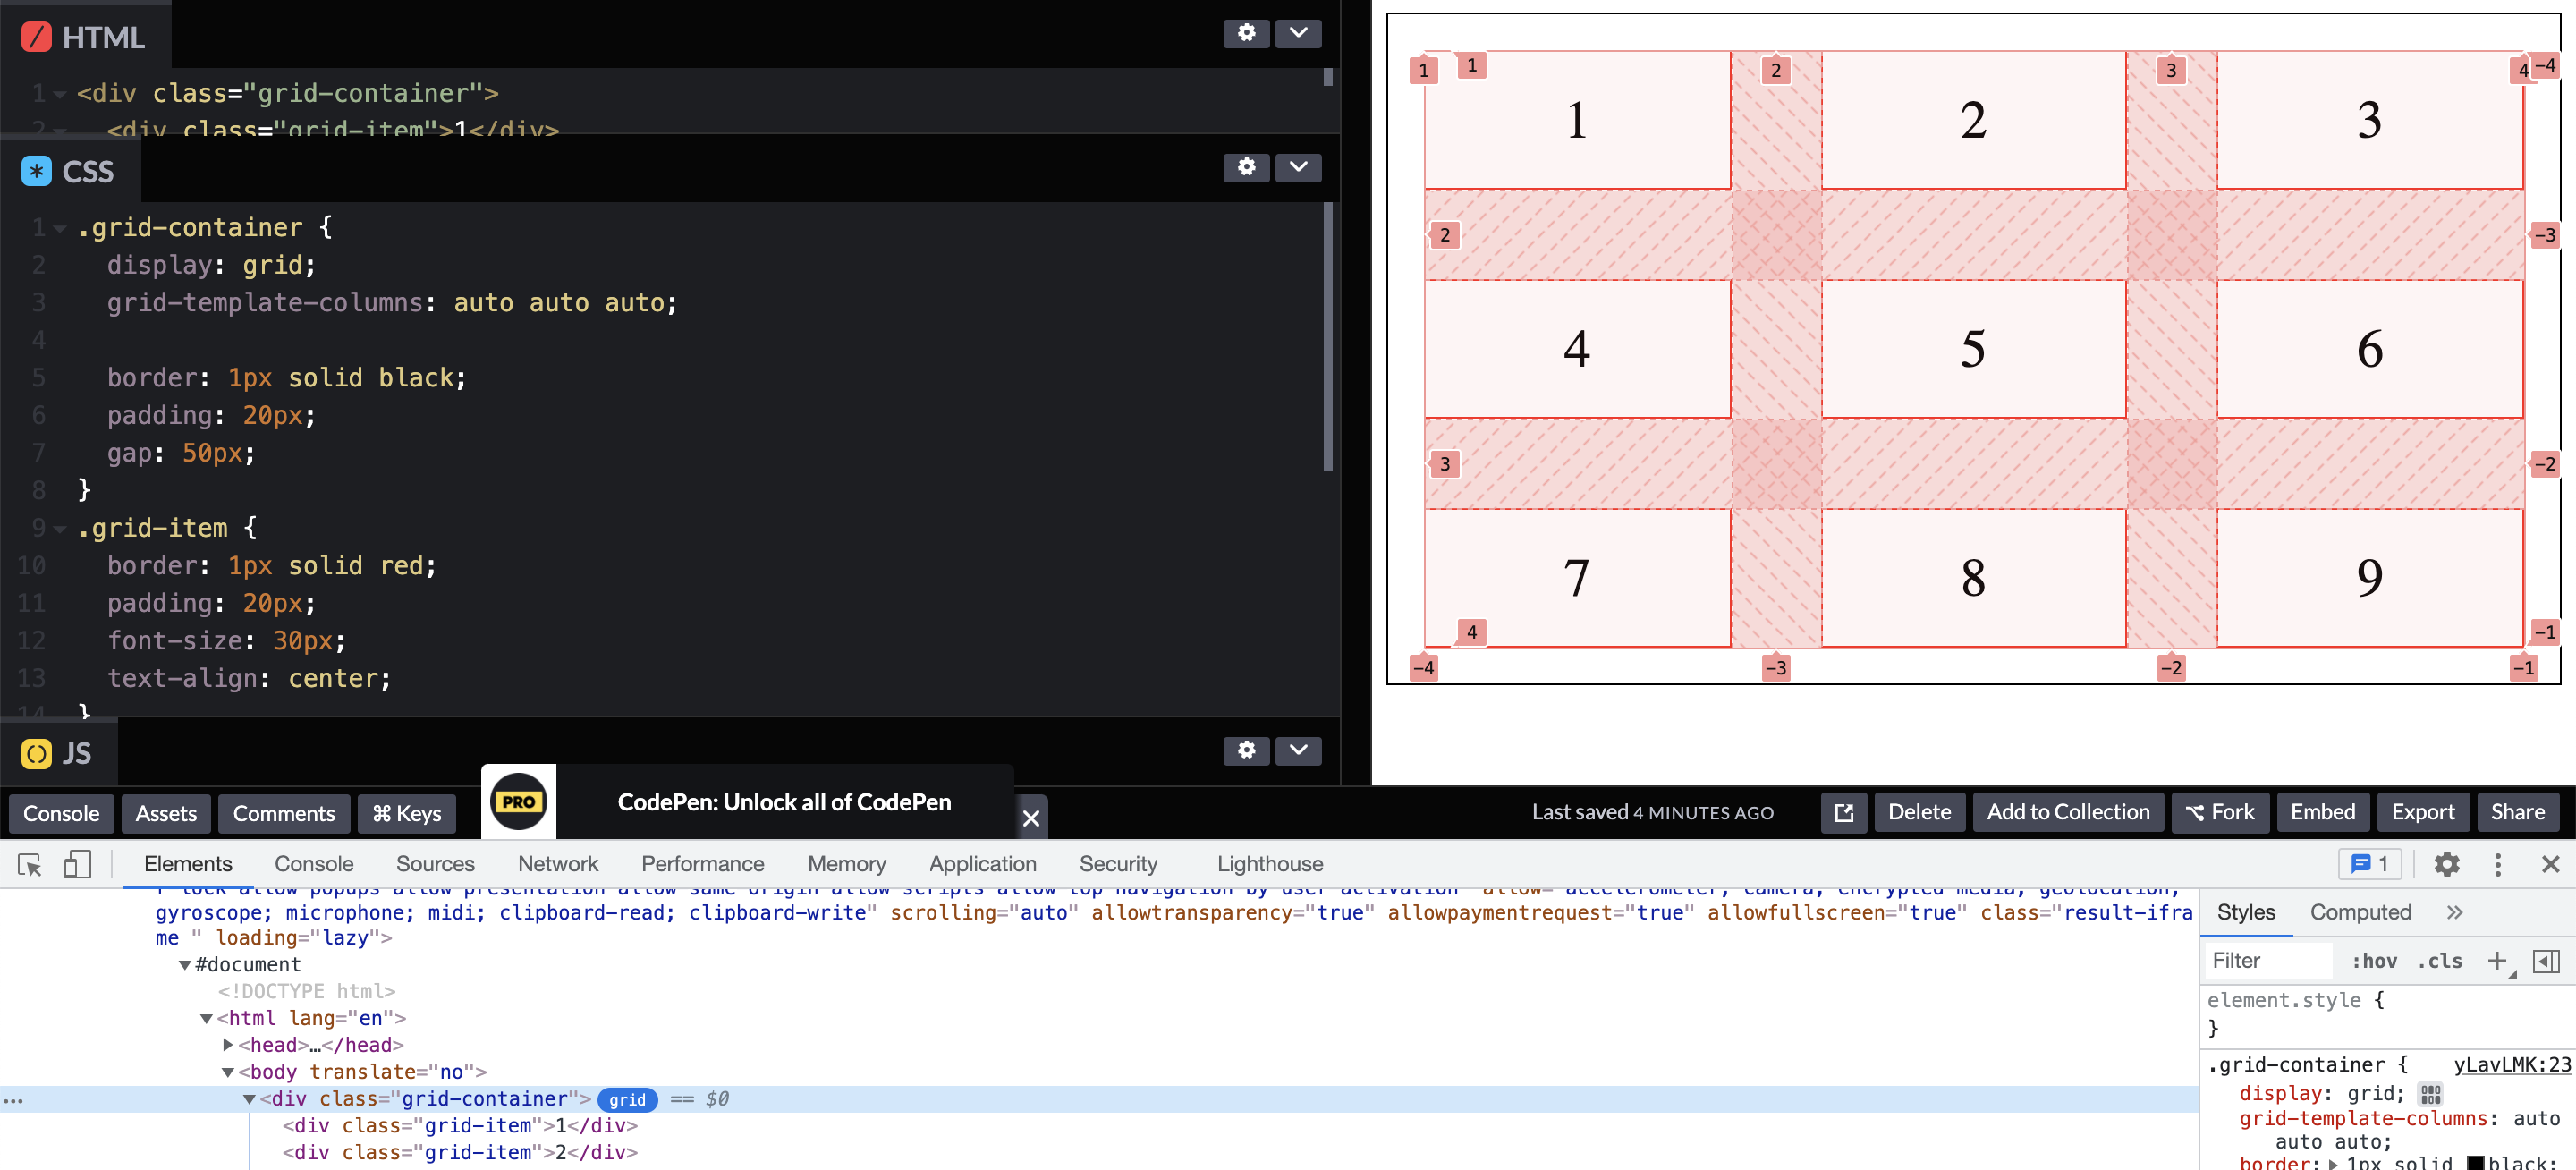 HTML
1 <div class="grid-container">
2 <div class="grid-item">1</div>
CSS
1 .grid-container {
2 display: grid;
3 grid-template-columns: auto auto auto;
4
5 border: 1px solid black;
6 padding: 20px;
7 gap: 50px;
8 }
9 .grid-item {
10 border: 1px solid red;
11 padding: 20px;
12 font-size: 30px;
13 text-align: center;
14 }
JS
1 1 2 3 4 -4
1 2 3
2 -3
4 5 6
3 -2
7 8 9
4 -1
-4 -3 -2 -1
Console Assets Comments ⌘ Keys
PRO CodePen: Unlock all of CodePen ×
Last saved 4 MINUTES AGO
Delete Add to Collection Fork Embed Export Share
Elements Console Sources Network Performance Memory Application Security Lighthouse 1
r-lock allow-popups allow-presentation allow-same-origin allow-scripts allow-top-navigation-by-user-activation" allow="accelerometer; camera; encrypted-media; geolocation;
gyroscope; microphone; midi; clipboard-read; clipboard-write" scrolling="auto" allowtransparency="true" allowpaymentrequest="true" allowfullscreen="true" class="result-ifra
me " loading="lazy">
#document
<!DOCTYPE html>
<html lang="en">
<head>…</head>
<body translate="no">
<div class="grid-container"> grid == $0
<div class="grid-item">1</div>
<div class="grid-item">2</div>
Styles Computed »
Filter :hov .cls +
element.style {
}
.grid-container { yLavLMK:23
display: grid;
grid-template-columns: auto
auto auto;
border: 1px solid black;